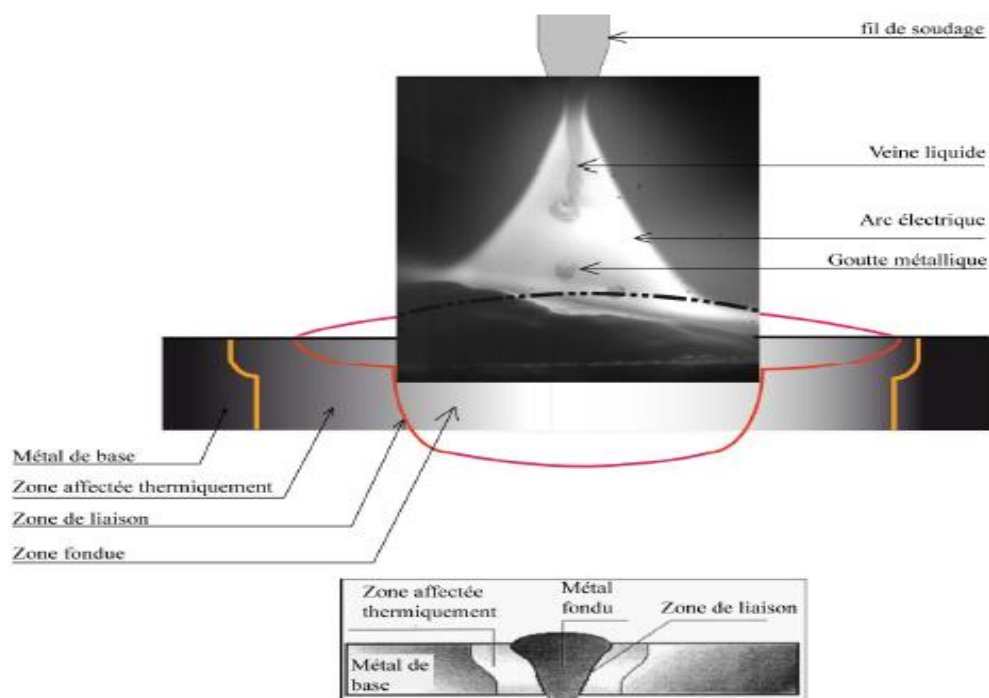 fil de soudage
Veine liquide
Arc électrique
Goutte métallique
Métal de base
Zone affectée thermiquement
Zone de liaison
Zone fondue
Zone affectée
thermiquement
Métal
fondu
Zone de liaison
Métal de
base